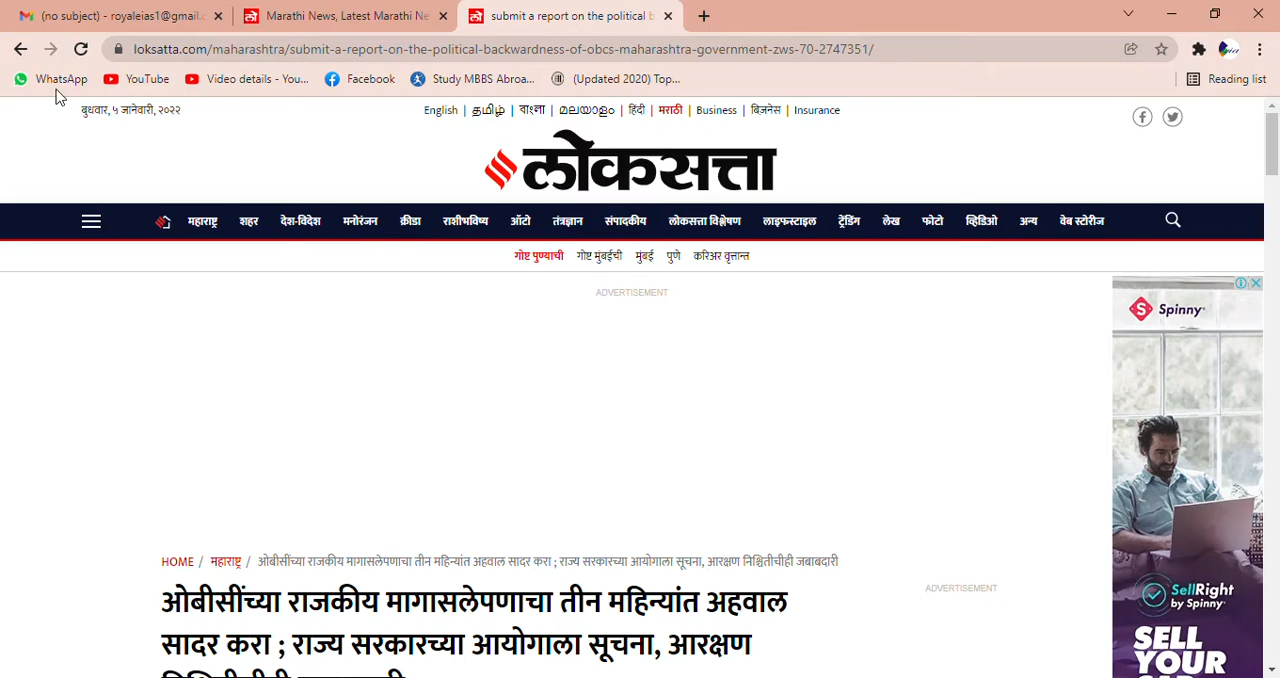 (no subject) - royaleias1@gmail.c
Marathi News, Latest Marathi Ne
submit a report on the political b
loksatta.com/maharashtra/submit-a-report-on-the-political-backwardness-of-obcs-maharashtra-government-zws-70-2747351/
WhatsApp YouTube Video details - You... Facebook Study MBBS Abroa... (Updated 2020) Top... Reading list
बुधवार, ५ जानेवारी, २०२२
English | தமிழ் | বাংলা | മലയാളം | हिंदी | मराठी | Business | बिज़नेस | Insurance
लोकसत्ता
महाराष्ट्र शहर देश-विदेश मनोरंजन क्रीडा राशीभविष्य ऑटो तंत्रज्ञान संपादकीय लोकसत्ता विश्लेषण लाइफस्टाइल ट्रेंडिंग लेख फोटो व्हिडिओ अन्य वेब स्टोरीज
गोष्ट पुण्याची गोष्ट मुंबईची मुंबई पुणे करिअर वृत्तान्त
ADVERTISEMENT
Spinny
HOME / महाराष्ट्र / ओबीसींच्या राजकीय मागासलेपणाचा तीन महिन्यांत अहवाल सादर करा ; राज्य सरकारच्या आयोगाला सूचना, आरक्षण निश्चितीचीही जबाबदारी
ADVERTISEMENT
ओबीसींच्या राजकीय मागासलेपणाचा तीन महिन्यांत अहवाल
सादर करा ; राज्य सरकारच्या आयोगाला सूचना, आरक्षण
SellRight
by Spinny
SELL
YOUR